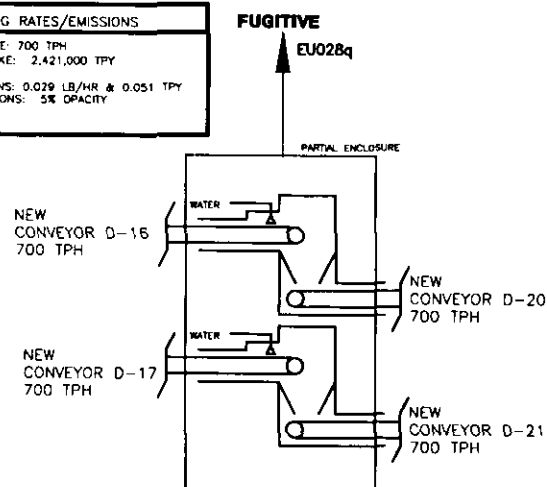 G RATES/EMISSIONS
E: 700 TPH
KE: 2,421,000 TPY
NS: 0.029 LB/HR & 0.051 TPY
ONS: 5% OPACITY
FUGITIVE
EU028q
PARTIAL ENCLOSURE
WATER
NEW
CONVEYOR D-16
700 TPH
NEW
CONVEYOR D-20
700 TPH
WATER
NEW
CONVEYOR D-17
700 TPH
NEW
CONVEYOR D-21
700 TPH